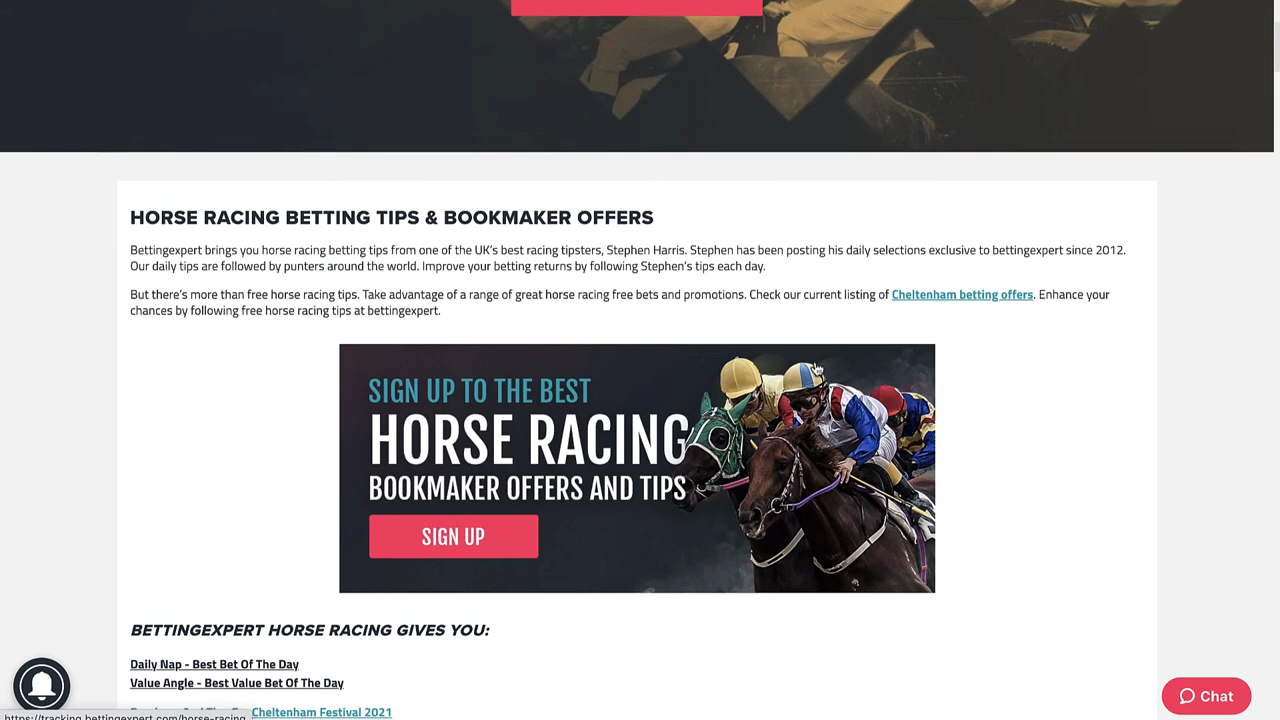 HORSE RACING BETTING TIPS & BOOKMAKER OFFERS
Bettingexpert brings you horse racing betting tips from one of the UK's best racing tipsters, Stephen Harris. Stephen has been posting his daily selections exclusive to bettingexpert since 2012.
Our daily tips are followed by punters around the world. Improve your betting returns by following Stephen's tips each day.
But there's more than free horse racing tips. Take advantage of a range of great horse racing free bets and promotions. Check our current listing of Cheltenham betting offers. Enhance your
chances by following free horse racing tips at bettingexpert.
SIGN UP TO THE BEST
HORSE RACING
BOOKMAKER OFFERS AND TIPS
SIGN UP
BETTINGEXPERT HORSE RACING GIVES YOU:
Daily Nap - Best Bet Of The Day
Value Angle - Best Value Bet Of The Day
Cheltenham Festival 2021
https://tracking.bettingexpert.com/horse-racing
Chat